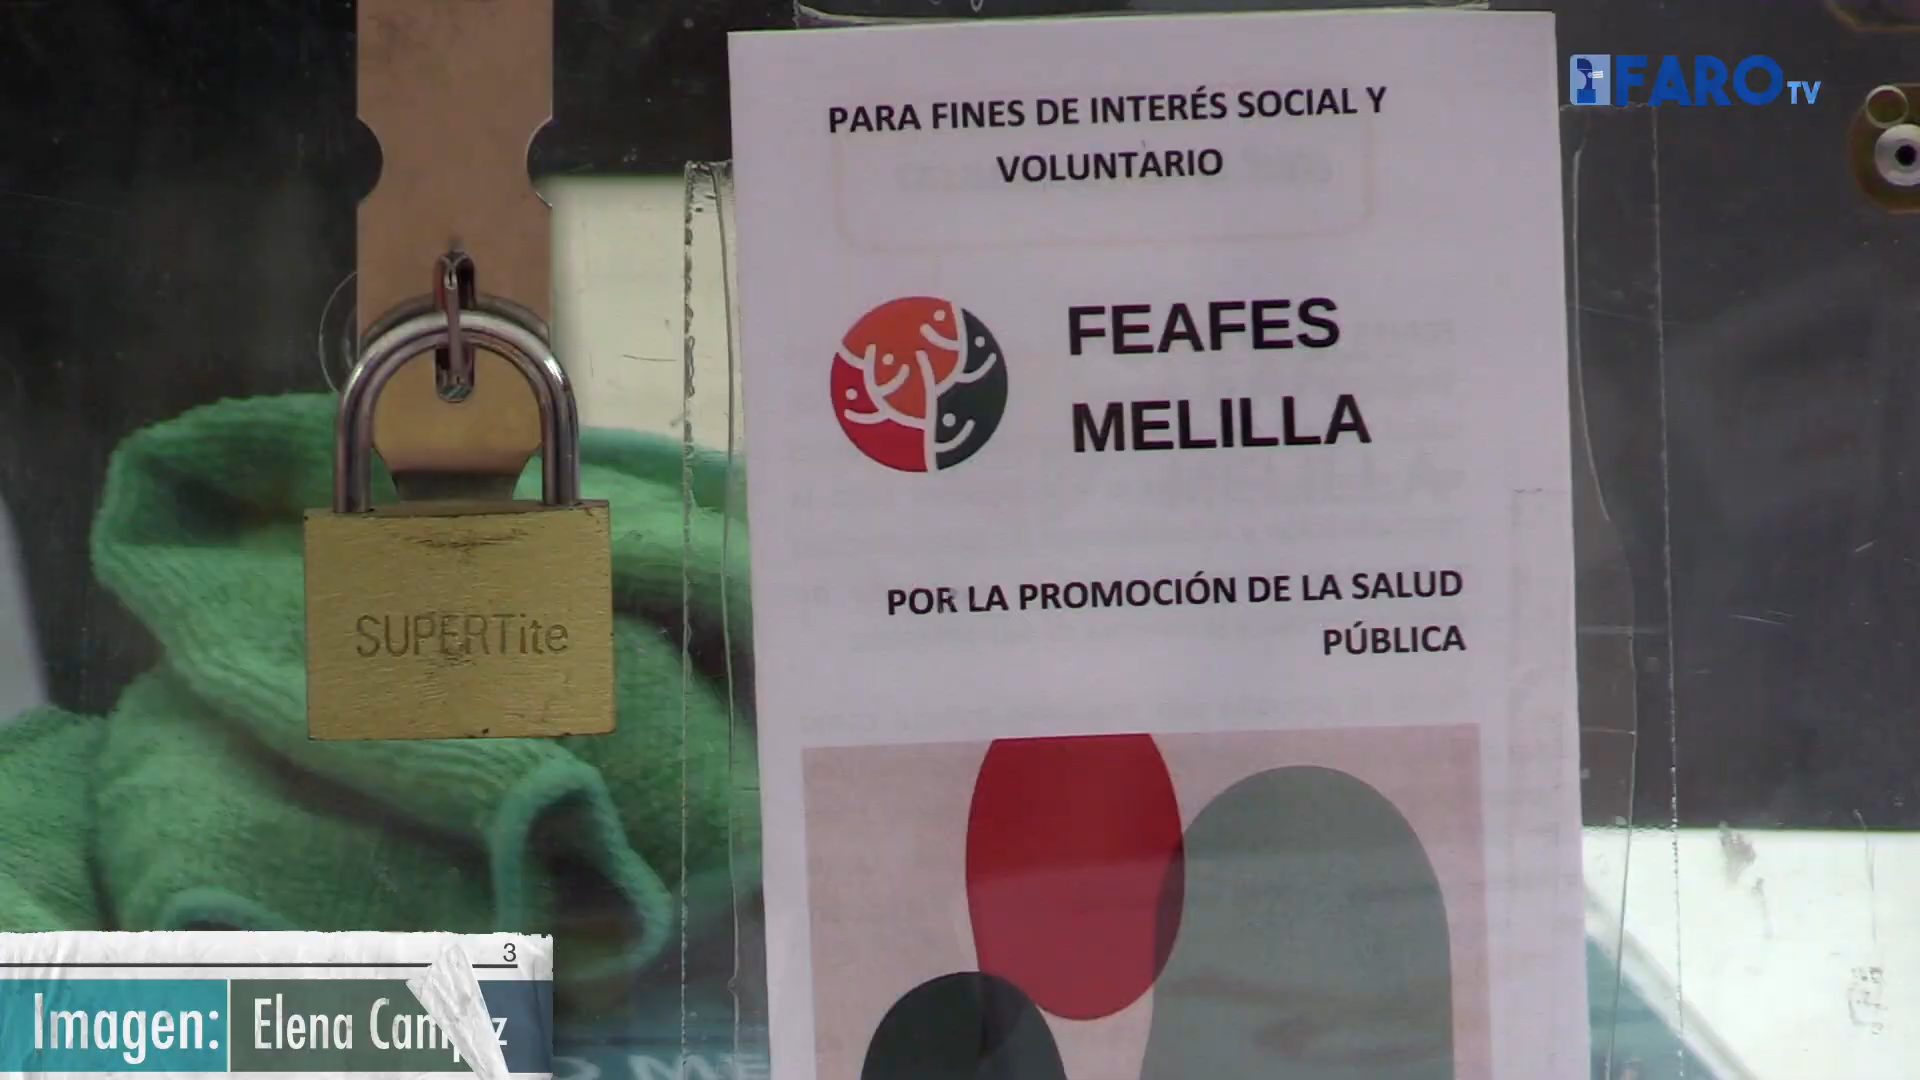 FARO TV
PARA FINES DE INTERÉS SOCIAL Y
VOLUNTARIO
FEAFES
MELILLA
POR LA PROMOCIÓN DE LA SALUD
PÚBLICA
SUPERTite
3
Imagen: Elena